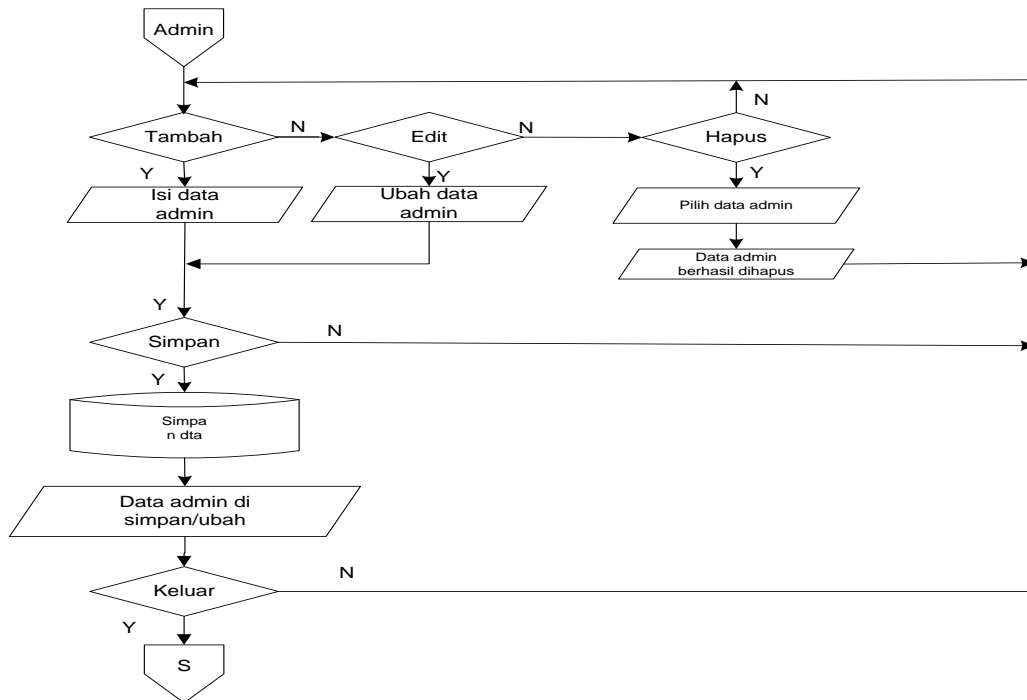 Admin
N
Tambah
N
Edit
N
Hapus
Y
Y
Y
Isi data
admin
Ubah data
admin
Pilih data admin
Data admin
berhasil dihapus
Y
N
Simpan
Y
Simpa
n dta
Data admin di
simpan/ubah
N
Keluar
Y
S